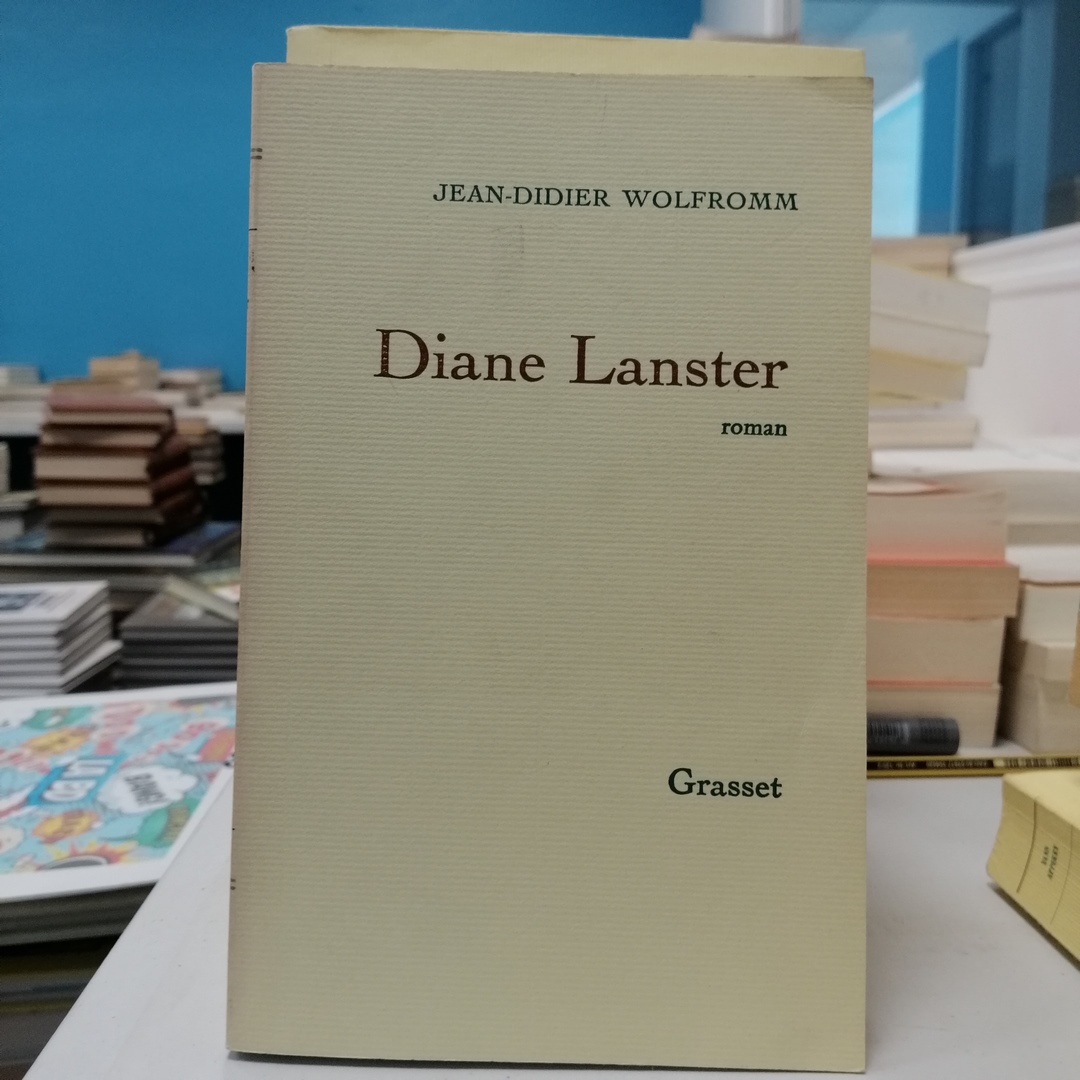 JEAN-DIDIER WOLFROMM
Diane Lanster
roman
Grasset